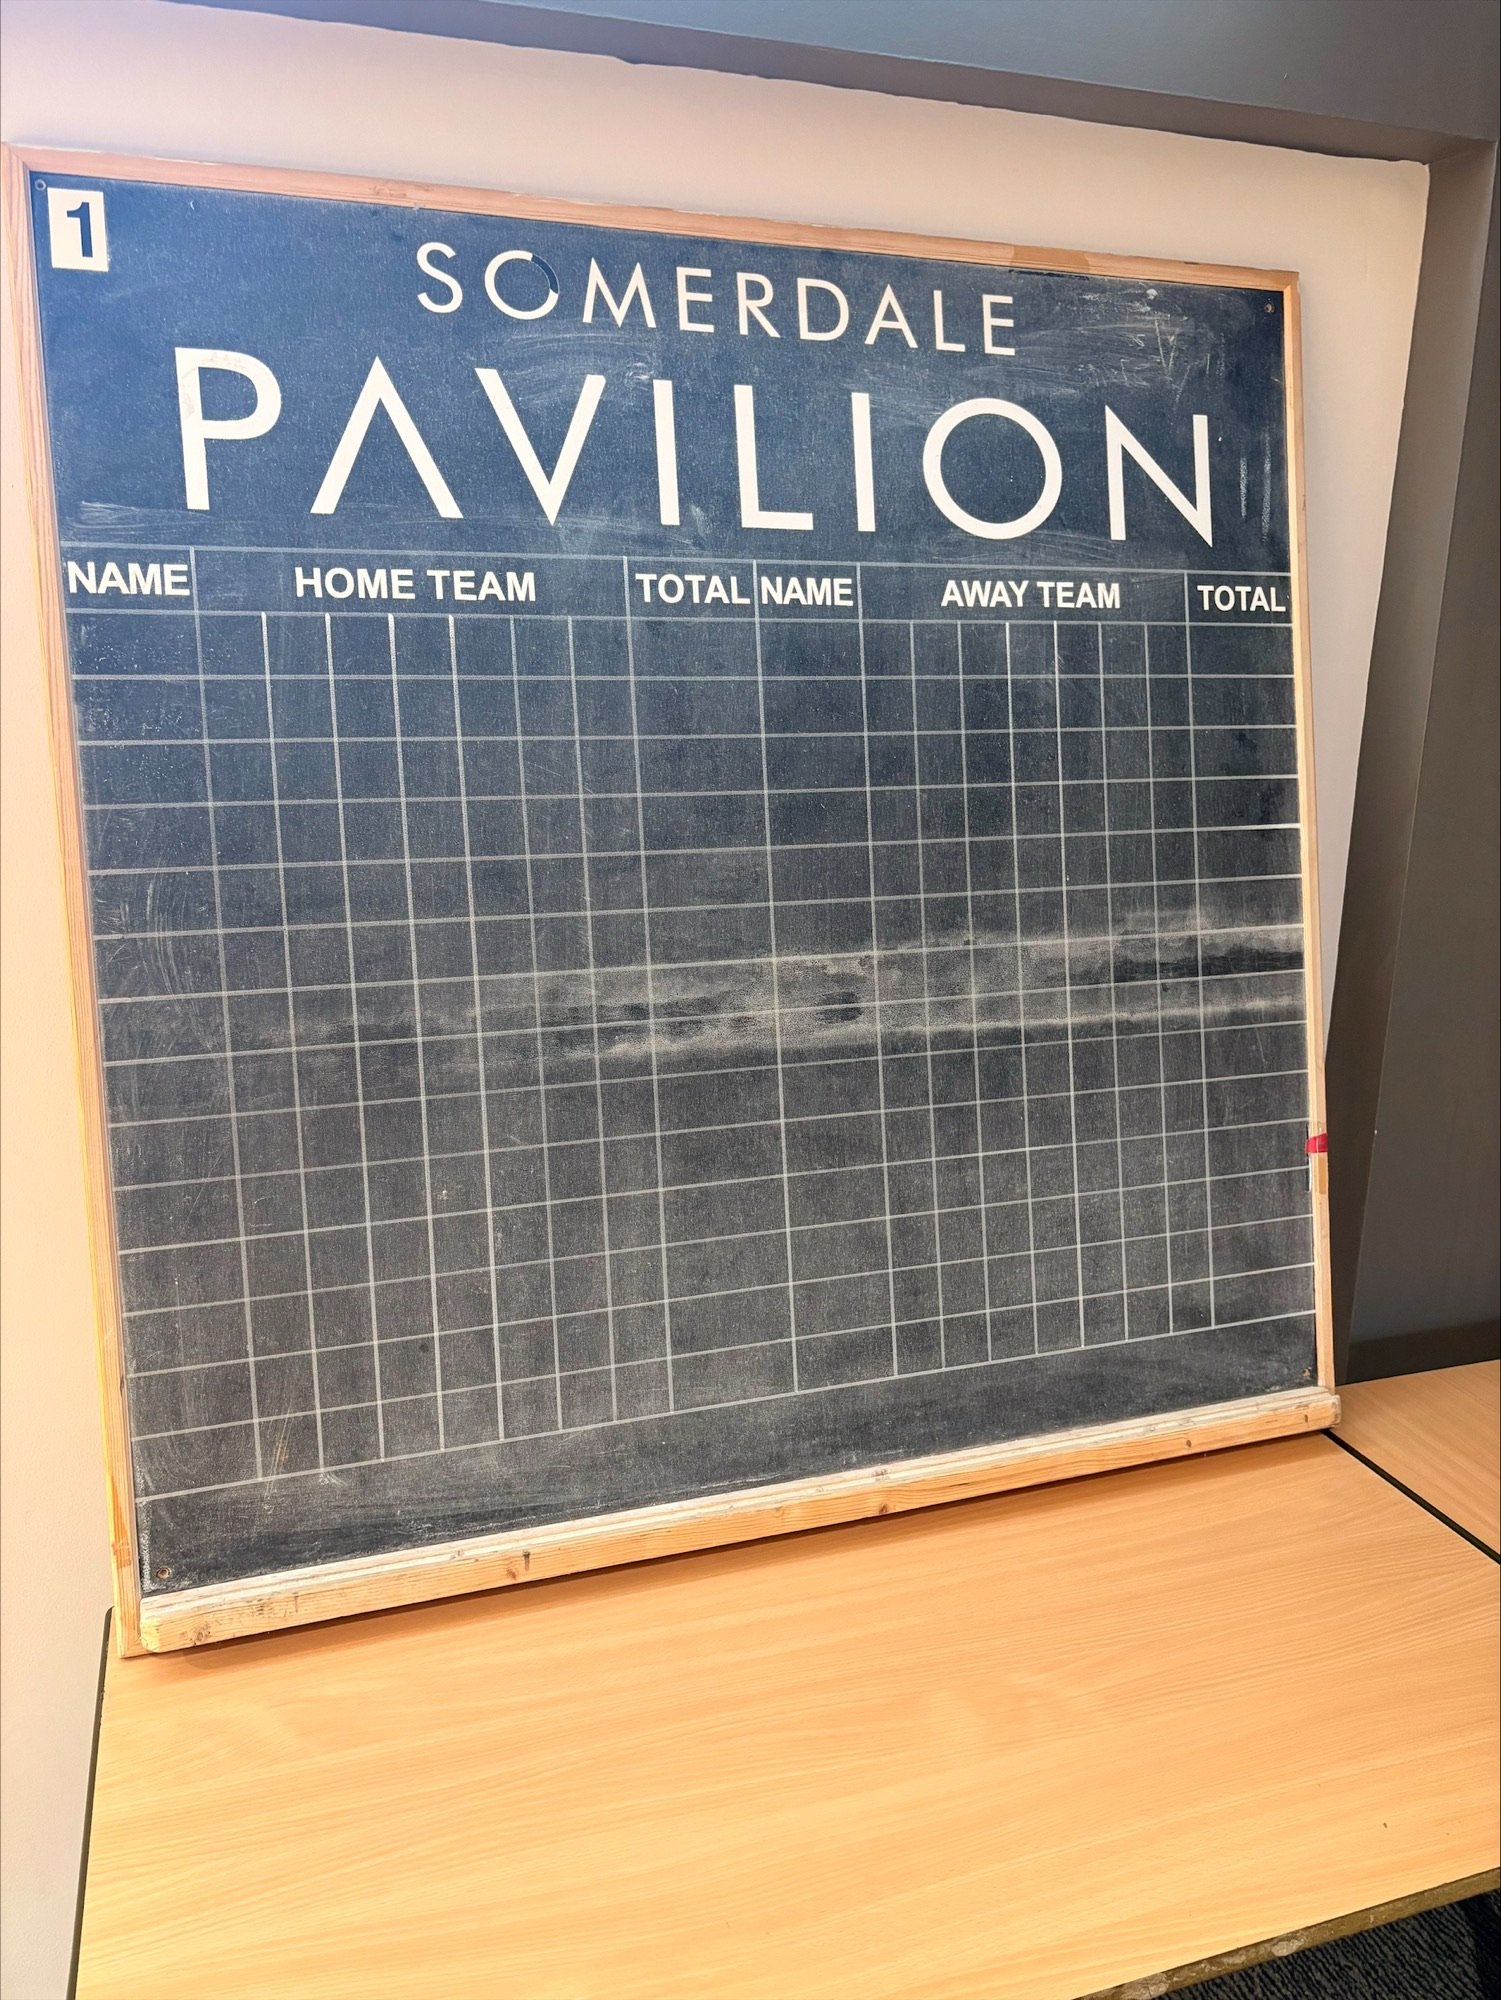 1
SOMERDALE
PAVILION
NAME HOME TEAM TOTAL NAME AWAY TEAM TOTAL